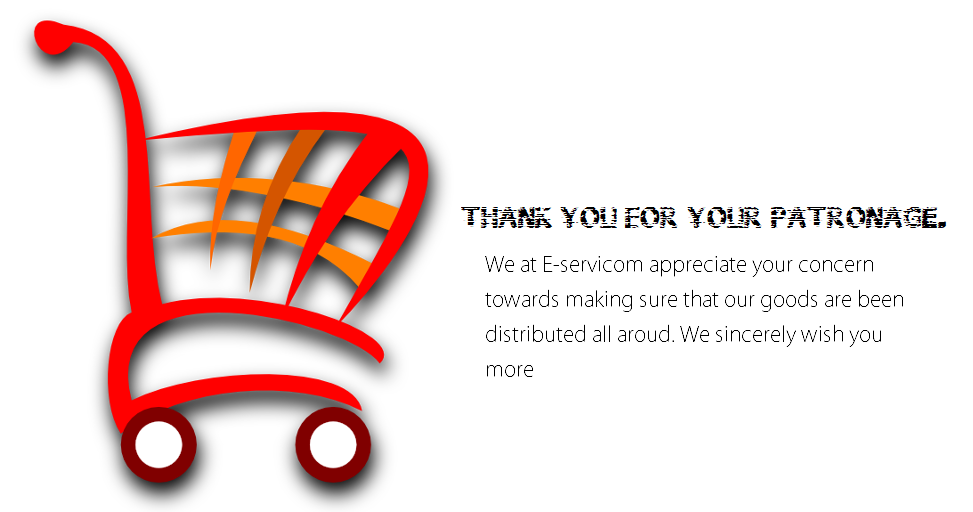 THANK YOU FOR YOUR PATRONAGE.
We at E-servicom appreciate your concern
towards making sure that our goods are been
distributed all aroud. We sincerely wish you
more